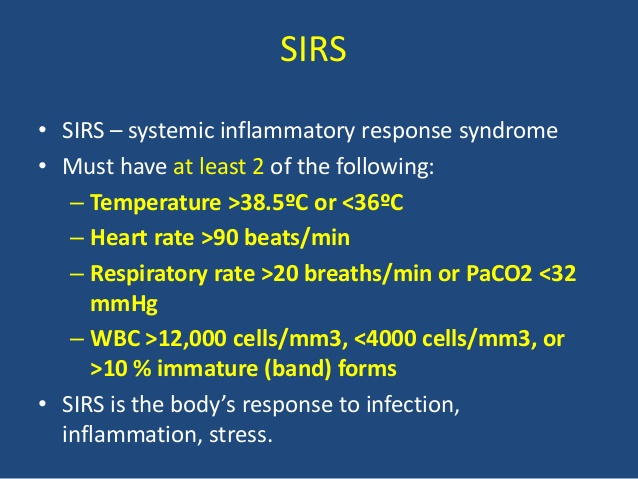 SIRS
• SIRS – systemic inflammatory response syndrome
• Must have at least 2 of the following:
– Temperature >38.5ºC or <36ºC
– Heart rate >90 beats/min
– Respiratory rate >20 breaths/min or PaCO2 <32
mmHg
– WBC >12,000 cells/mm3, <4000 cells/mm3, or
>10 % immature (band) forms
• SIRS is the body’s response to infection,
inflammation, stress.